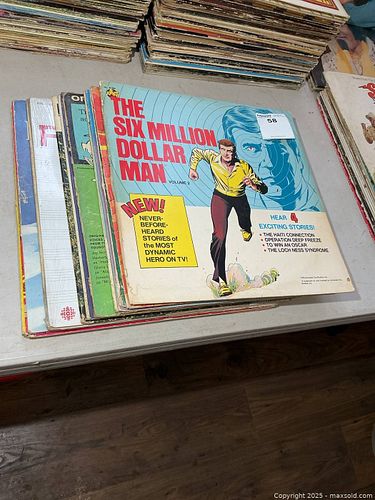 THE
SIX MILLION
DOLLAR
MAN
VOLUME 2
58
NEW!
NEVER-
BEFORE-
HEARD
STORIES of
the MOST
DYNAMIC
HERO ON TV!
HEAR 4
EXCITING STORIES!
• THE HAITI CONNECTION
• OPERATION DEEP FREEZE
• TO WIN AN OSCAR
• THE LOCH NESS SYNDROME
Copyright © 2025 - maxsold.com